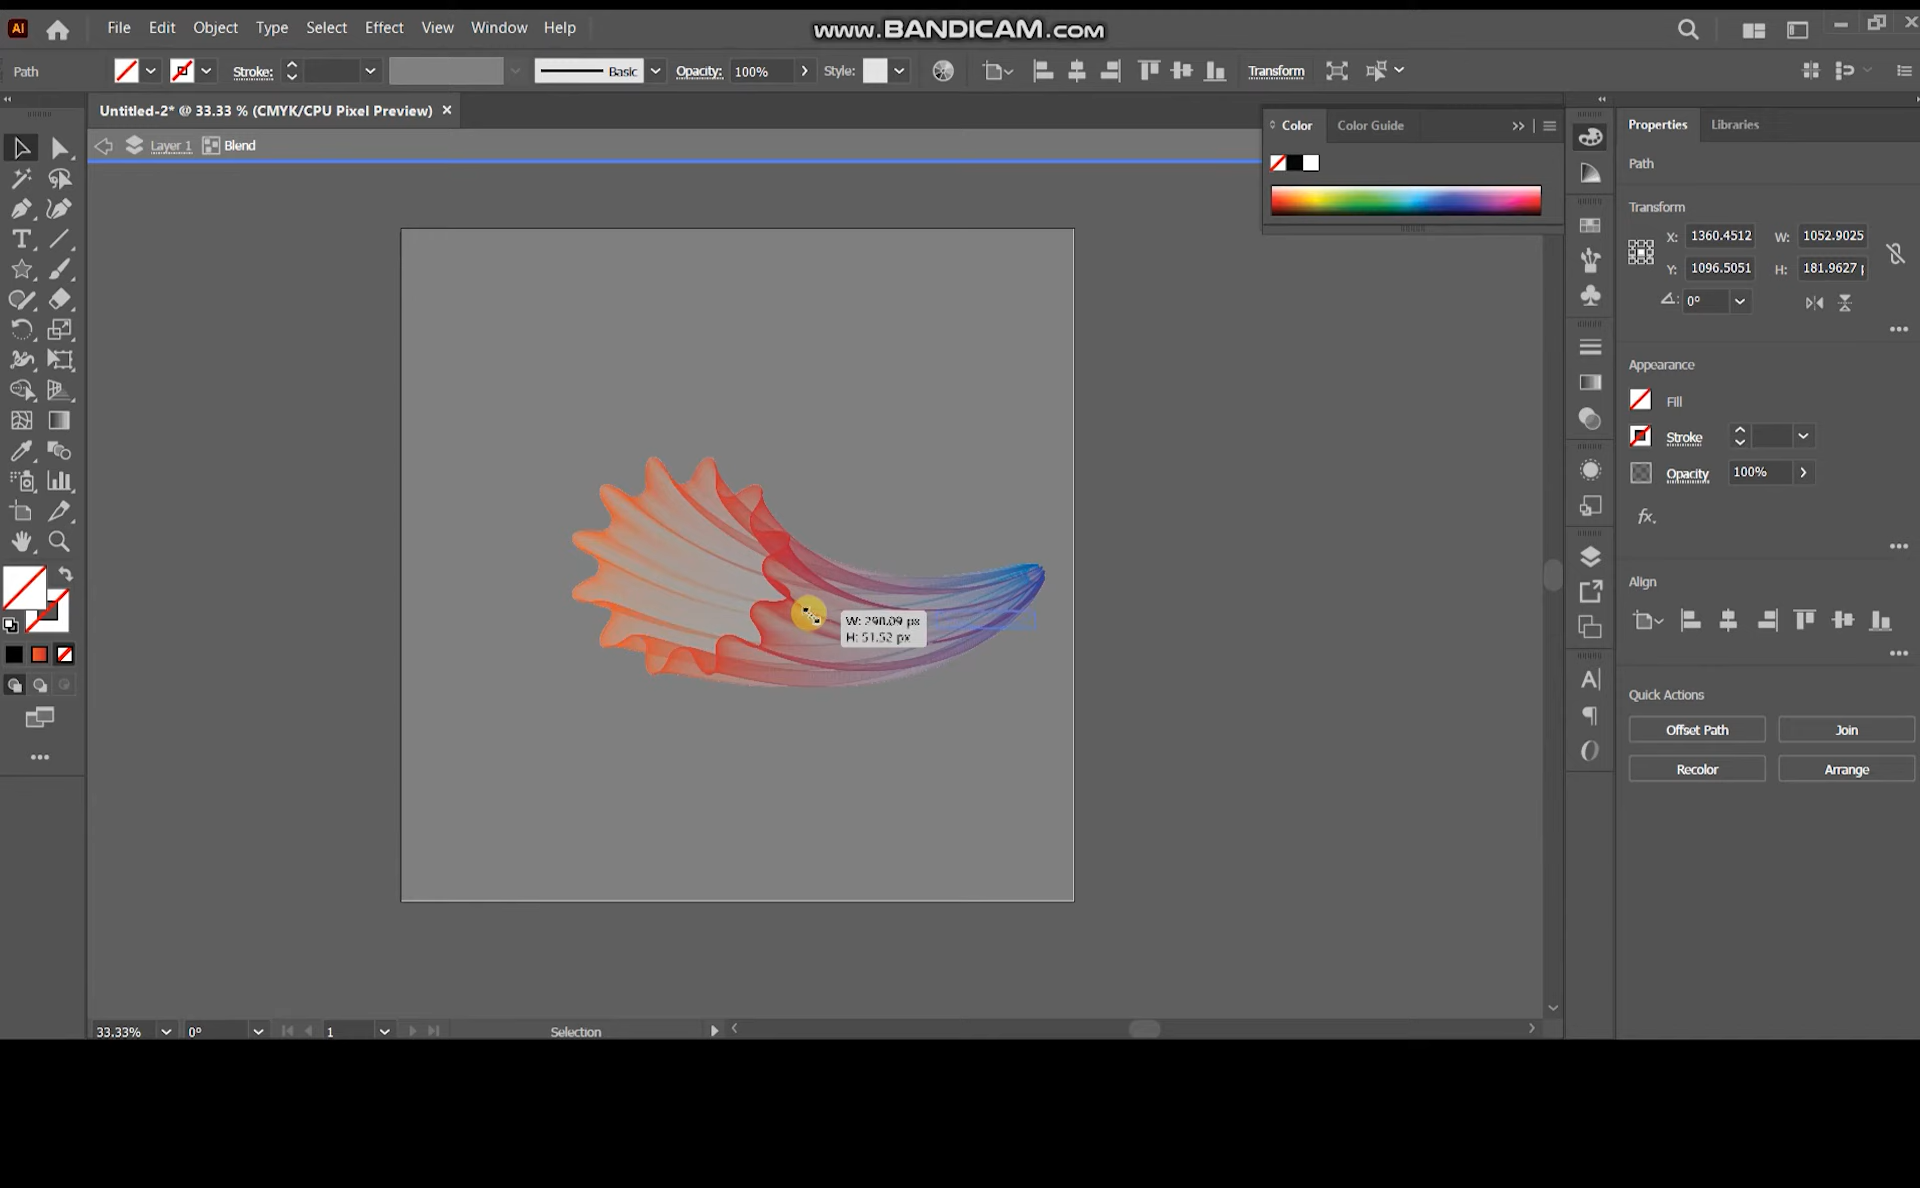 Ai File Edit Object Type Select Effect View Window Help
www.BANDICAM.com
Path Stroke: Basic Opacity: 100% Style: Transform
Untitled-2* @ 33.33 % (CMYK/CPU Pixel Preview) ×
Layer 1 Blend
Color Color Guide
Properties Libraries
Path
Transform
X: 1360.4512 W: 1052.9025
Y: 1096.5051 H: 181.9627
0°
Appearance
Fill
Stroke
Opacity 100%
fx.
W: 298.09 px
H: 51.52 px
Align
Quick Actions
Offset Path Join
Recolor Arrange
33.33% 0° 1 Selection